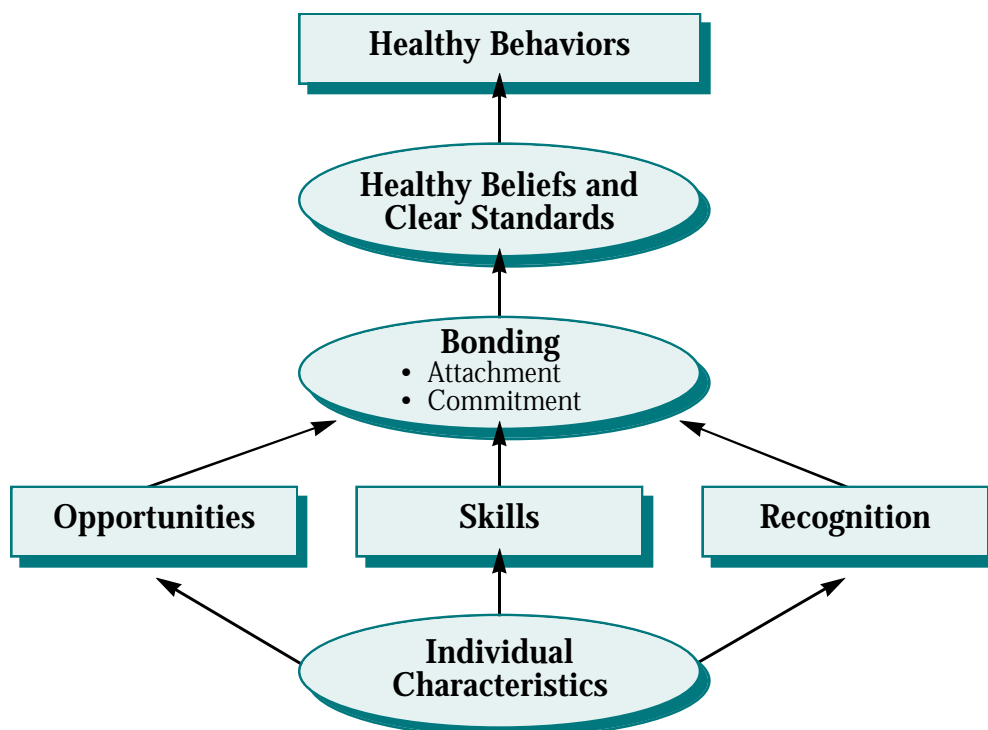 Healthy Behaviors
Healthy Beliefs and
Clear Standards
Bonding
• Attachment
• Commitment
Opportunities
Skills
Recognition
Individual
Characteristics